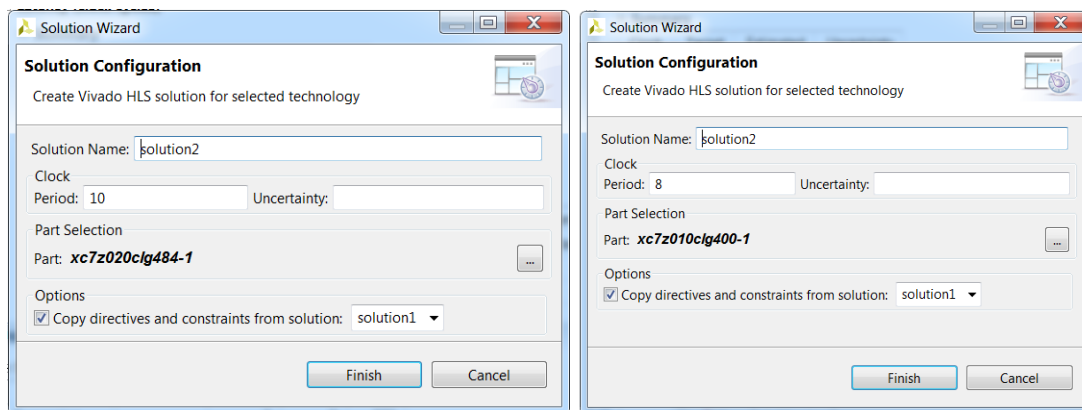 Solution Wizard
Solution Configuration
Create Vivado HLS solution for selected technology
Solution Name: solution2
Clock
Period: 10 Uncertainty:
Part Selection
Part: xc7z020clg484-1
...
Options
Copy directives and constraints from solution: solution1
Finish Cancel
Solution Wizard
Solution Configuration
Create Vivado HLS solution for selected technology
Solution Name: solution2
Clock
Period: 8 Uncertainty:
Part Selection
Part: xc7z010clg400-1
...
Options
Copy directives and constraints from solution: solution1
Finish Cancel